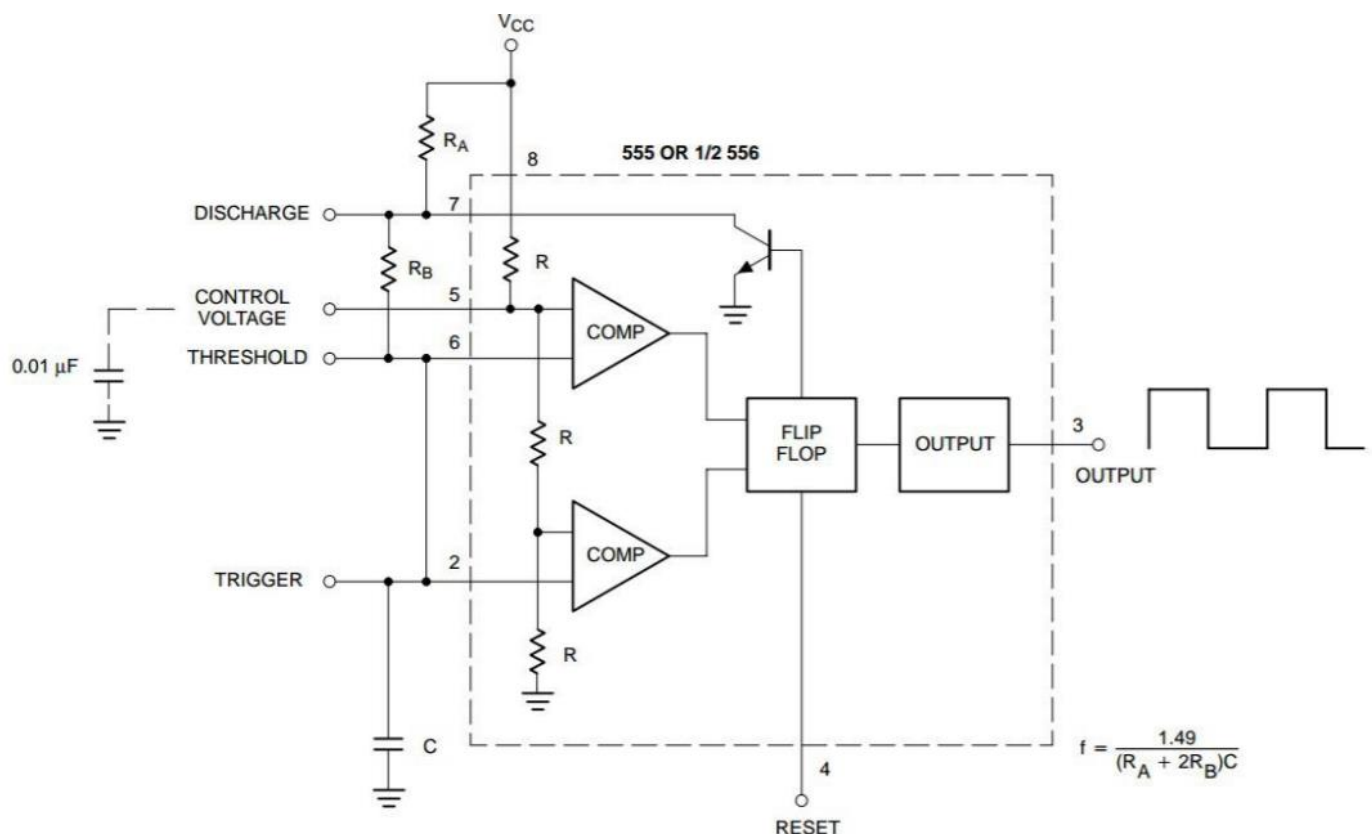 VCC
RA
8
555 OR 1/2 556
DISCHARGE
7
RB
R
CONTROL
VOLTAGE
5
COMP
THRESHOLD
6
0.01 µF
R
FLIP
FLOP
OUTPUT
3
OUTPUT
COMP
TRIGGER
2
R
C
f = 1.49
(RA + 2RB)C
4
RESET